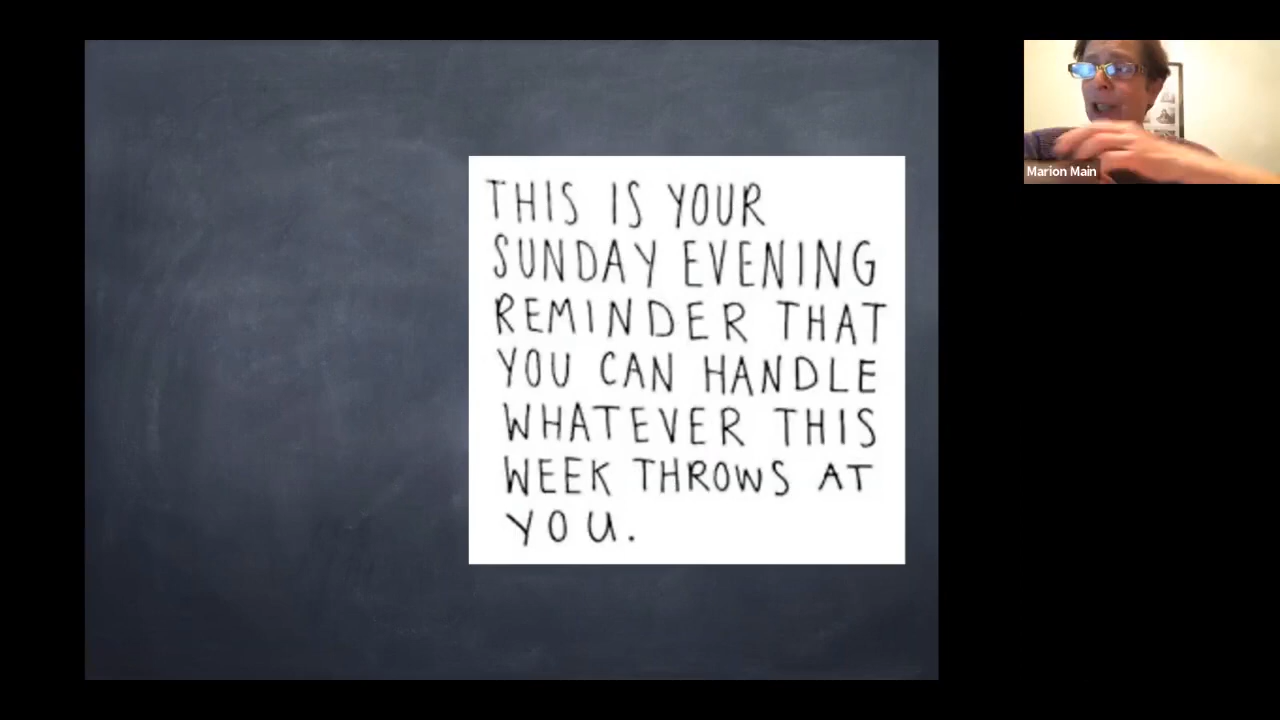 THIS IS YOUR
SUNDAY EVENING
REMINDER THAT
YOU CAN HANDLE
WHATEVER THIS
WEEK THROWS AT
YOU.
Marion Main